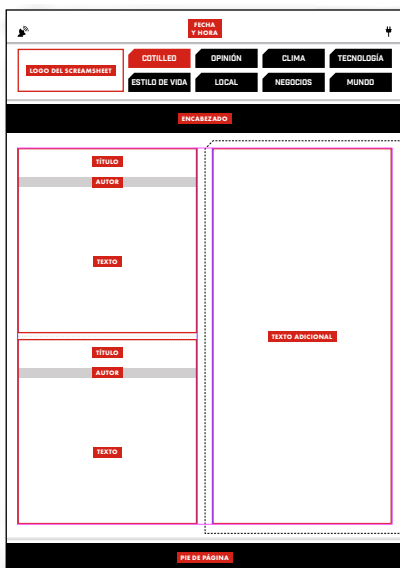 FECHA
Y HORA
LOGO DEL SCREAMSHEET
COTILLEO
OPINIÓN
CLIMA
TECNOLOGÍA
ESTILO DE VIDA
LOCAL
NEGOCIOS
MUNDO
ENCABEZADO
TÍTULO
AUTOR
TEXTO
TÍTULO
AUTOR
TEXTO
TEXTO ADICIONAL
PIE DE PÁGINA